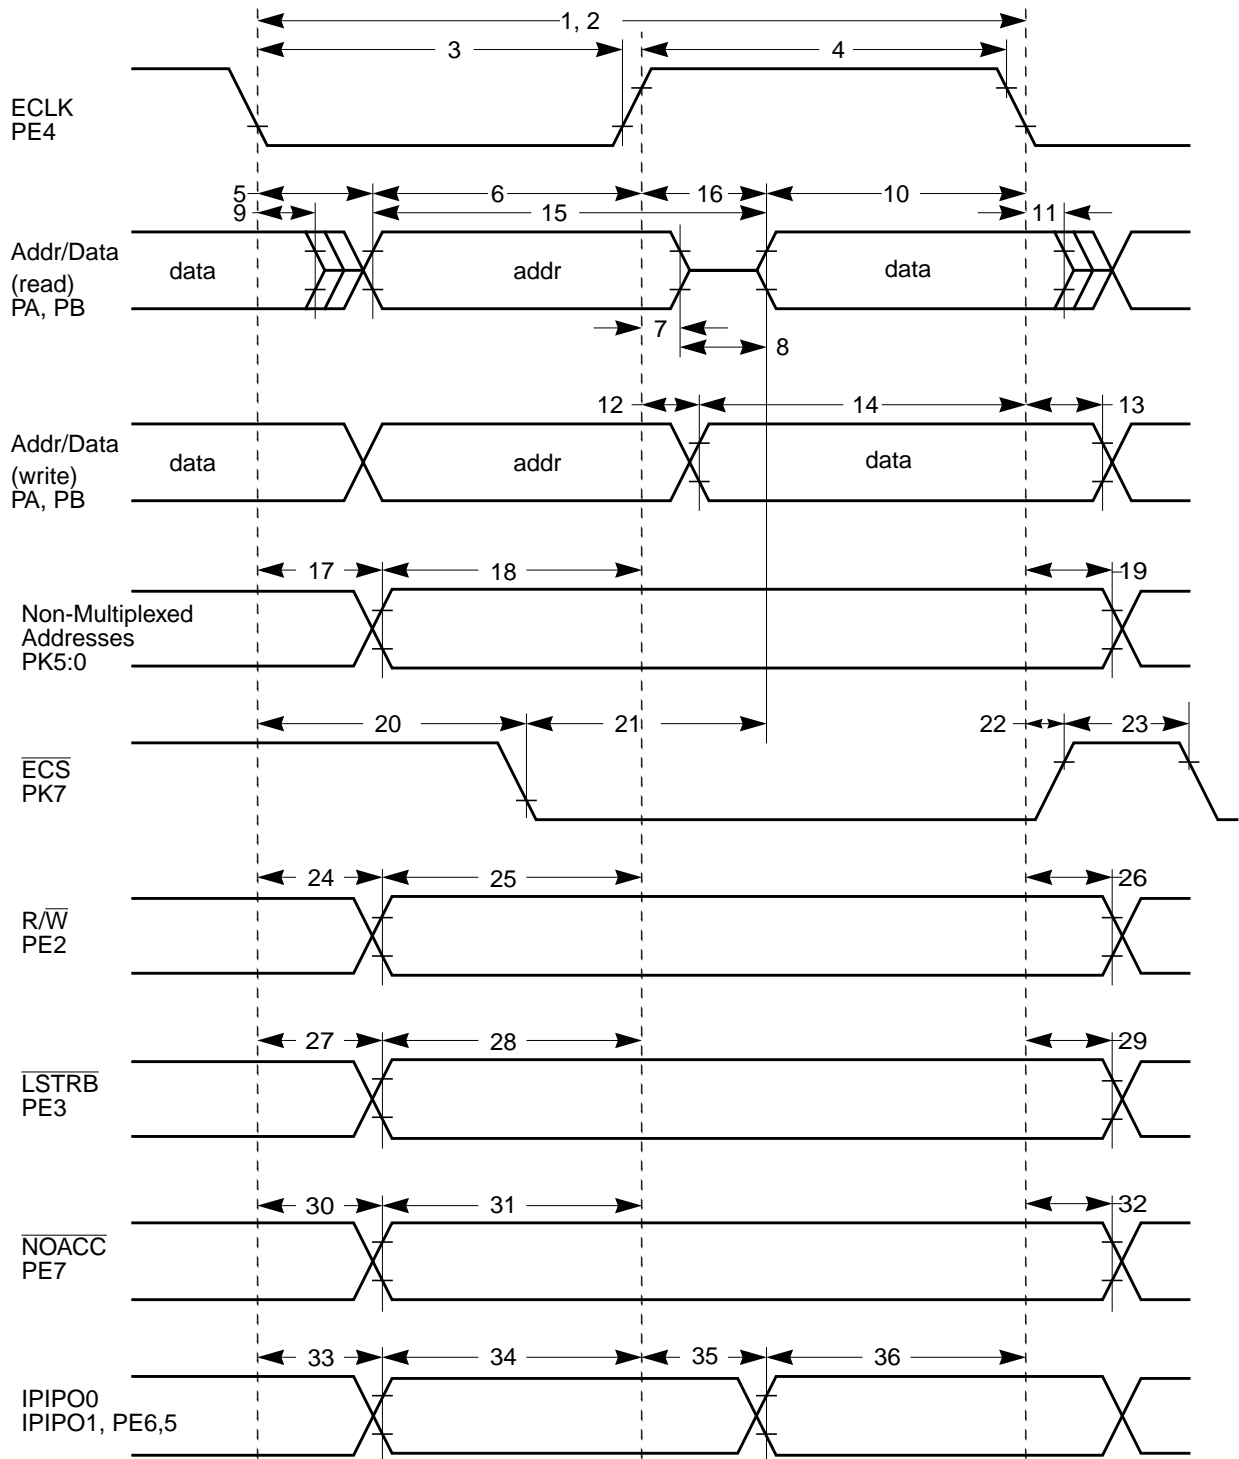 1, 2
3
4
ECLK
PE4
5
6
16
10
9
15
11
Addr/Data
(read)
PA, PB
data
addr
data
7
8
12
14
13
Addr/Data
(write)
PA, PB
data
addr
data
17
18
19
Non-Multiplexed
Addresses
PK5:0
20
21
22
23
ECS
PK7
24
25
26
R/W
PE2
27
28
29
LSTRB
PE3
30
31
32
NOACC
PE7
33
34
35
36
IPIPO0
IPIPO1, PE6,5